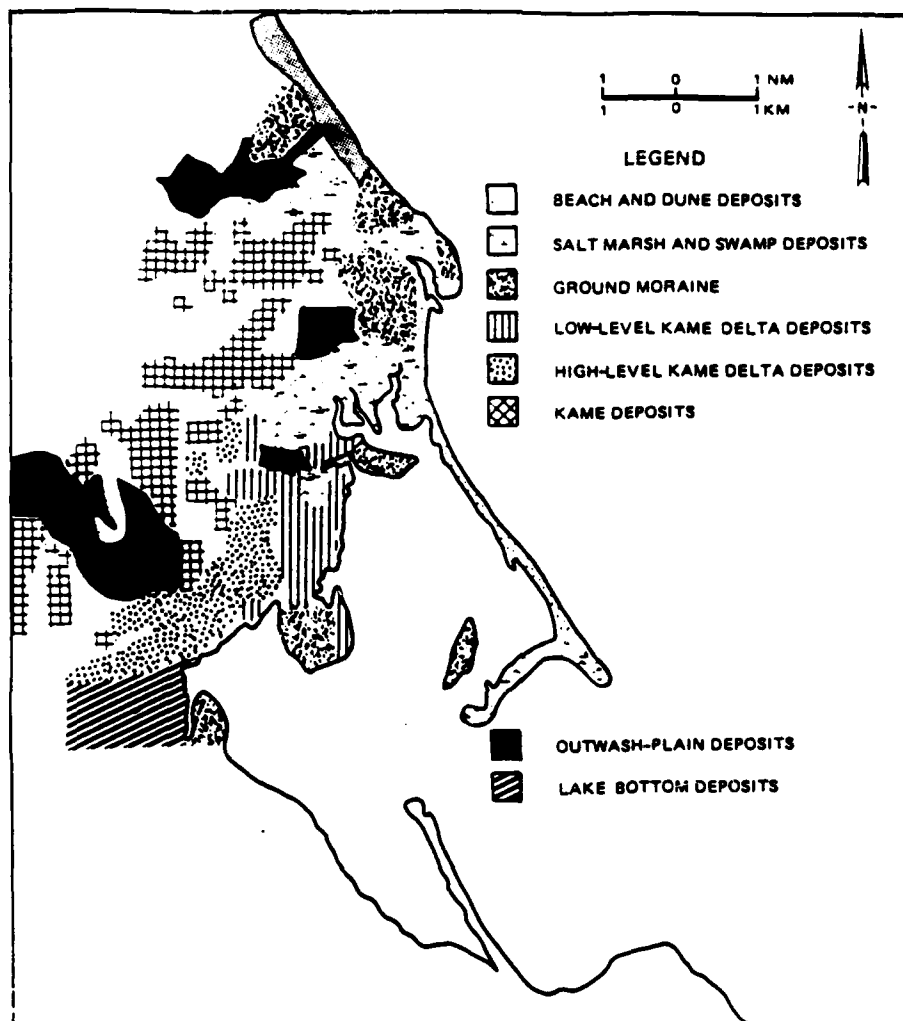 1 0 1 NM
1 0 1 KM
-N-
LEGEND
BEACH AND DUNE DEPOSITS
SALT MARSH AND SWAMP DEPOSITS
GROUND MORAINE
LOW-LEVEL KAME DELTA DEPOSITS
HIGH-LEVEL KAME DELTA DEPOSITS
KAME DEPOSITS
OUTWASH-PLAIN DEPOSITS
LAKE BOTTOM DEPOSITS